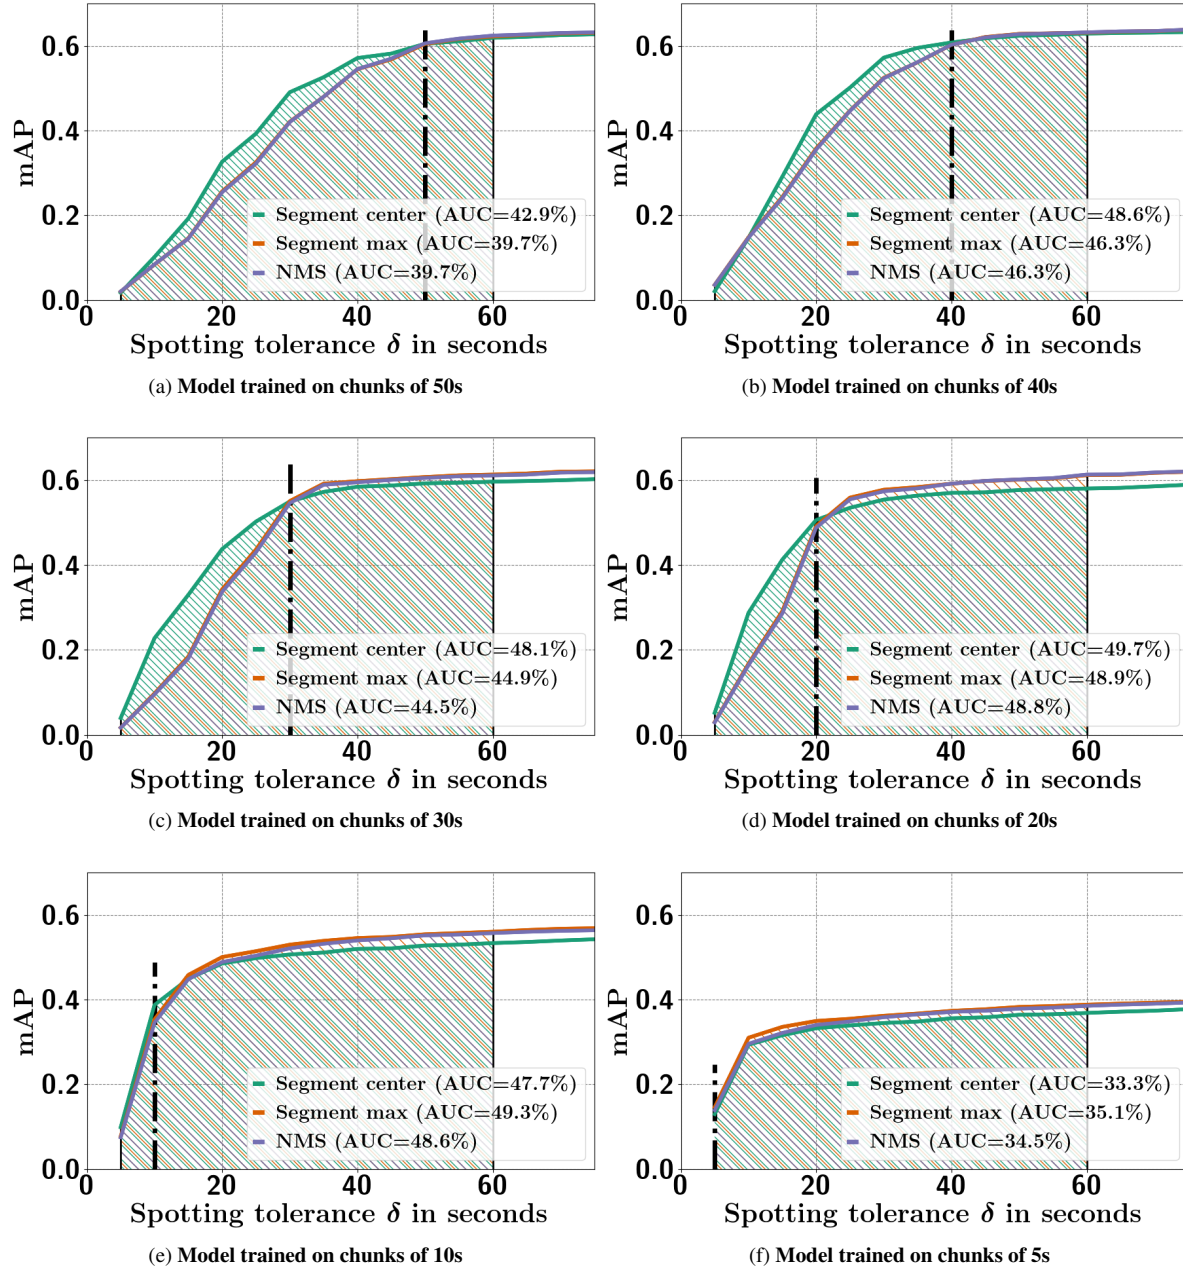 0.6
0.4
0.2
0.0
mAP
Segment center (AUC=42.9%)
Segment max (AUC=39.7%)
NMS (AUC=39.7%)
0 20 40 60
Spotting tolerance δ in seconds
(a) Model trained on chunks of 50s
0.6
0.4
0.2
0.0
mAP
Segment center (AUC=48.6%)
Segment max (AUC=46.3%)
NMS (AUC=46.3%)
0 20 40 60
Spotting tolerance δ in seconds
(b) Model trained on chunks of 40s
0.6
0.4
0.2
0.0
mAP
Segment center (AUC=48.1%)
Segment max (AUC=44.9%)
NMS (AUC=44.5%)
0 20 40 60
Spotting tolerance δ in seconds
(c) Model trained on chunks of 30s
0.6
0.4
0.2
0.0
mAP
Segment center (AUC=49.7%)
Segment max (AUC=48.9%)
NMS (AUC=48.8%)
0 20 40 60
Spotting tolerance δ in seconds
(d) Model trained on chunks of 20s
0.6
0.4
0.2
0.0
mAP
Segment center (AUC=47.7%)
Segment max (AUC=49.3%)
NMS (AUC=48.6%)
0 20 40 60
Spotting tolerance δ in seconds
(e) Model trained on chunks of 10s
0.6
0.4
0.2
0.0
mAP
Segment center (AUC=33.3%)
Segment max (AUC=35.1%)
NMS (AUC=34.5%)
0 20 40 60
Spotting tolerance δ in seconds
(f) Model trained on chunks of 5s